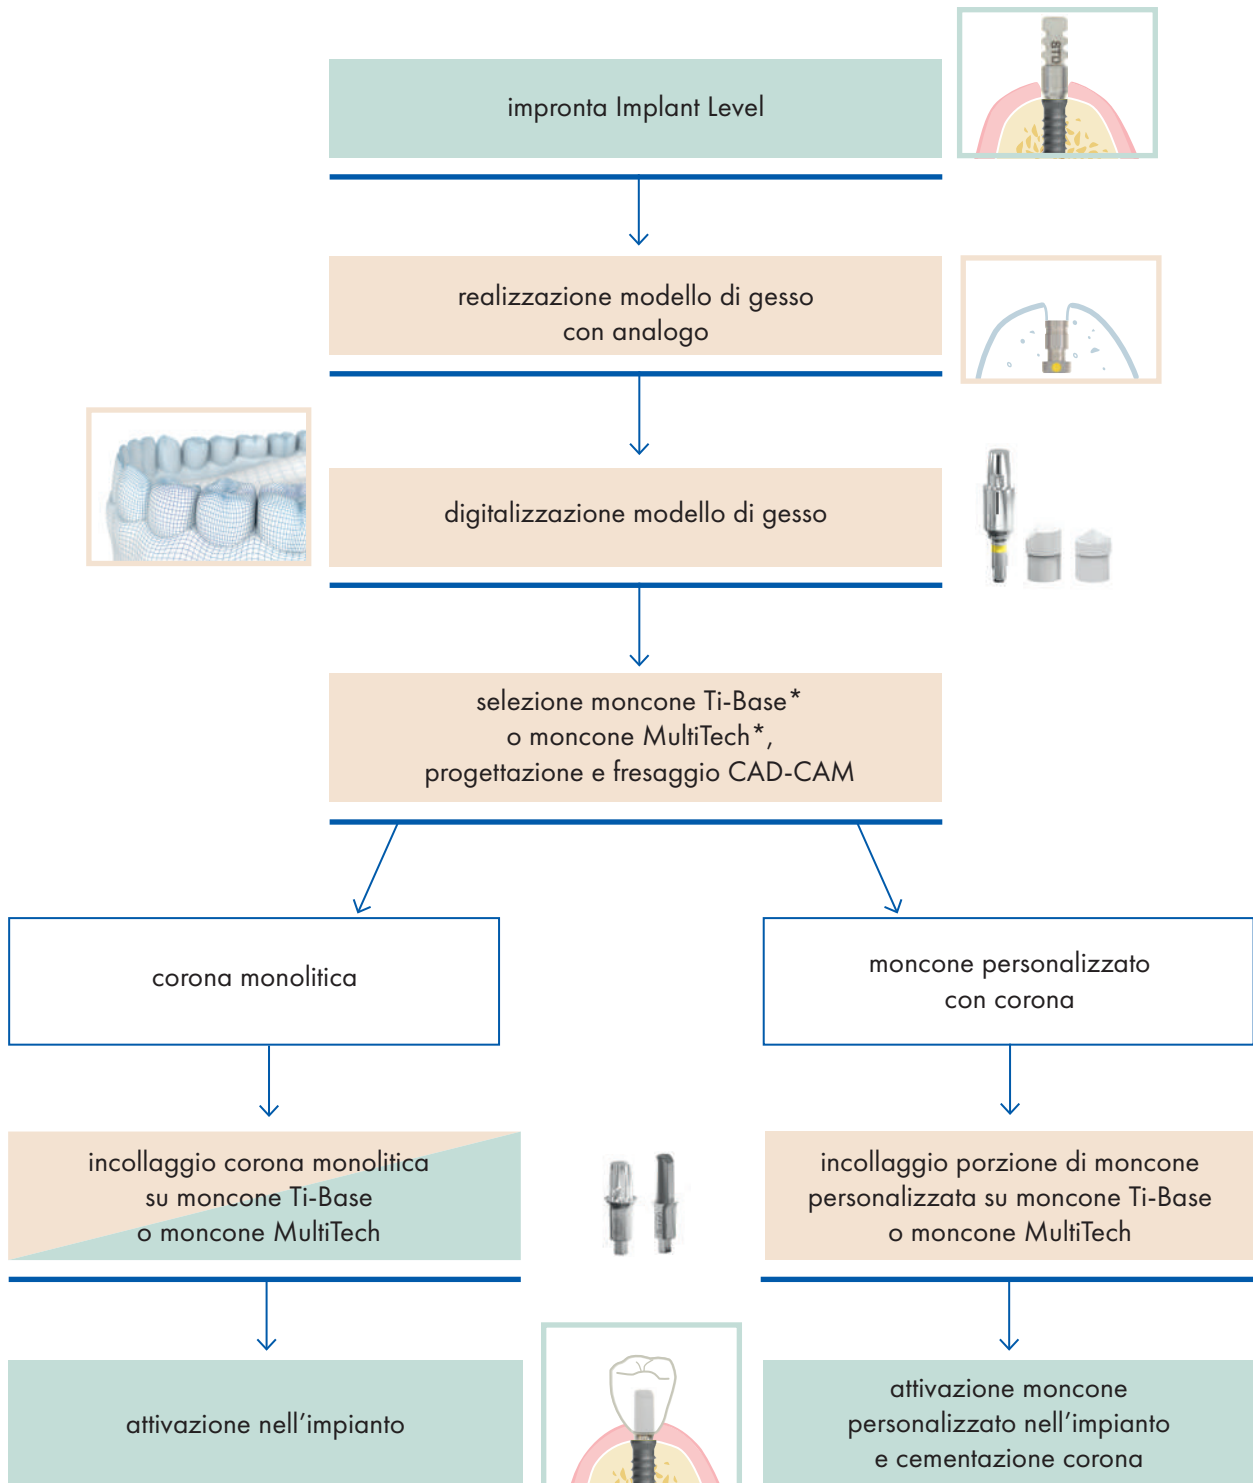 STD
impronta Implant Level
realizzazione modello di gesso
con analogo
digitalizzazione modello di gesso
selezione moncone Ti-Base*
o moncone MultiTech*,
progettazione e fresaggio CAD-CAM
corona monolitica
moncone personalizzato
con corona
incollaggio corona monolitica
su moncone Ti-Base
o moncone MultiTech
incollaggio porzione di moncone
personalizzata su moncone Ti-Base
o moncone MultiTech
attivazione nell’impianto
attivazione moncone
personalizzato nell’impianto
e cementazione corona